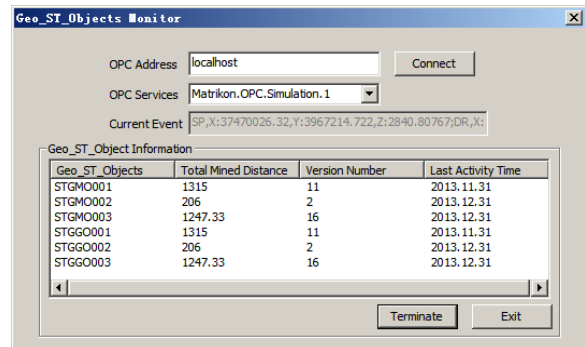 Geo_ST_Objects Monitor
OPC Address localhost Connect
OPC Services Matrikon.OPC.Simulation.1
Current Event SP,X:37470026.32,Y:3967214.722,Z:2840.80767;DR,X:
Geo_ST_Object Information
Geo_ST_Objects Total Mined Distance Version Number Last Activity Time
STGMO001 1315 11 2013.11.31
STGMO002 206 2 2013.12.31
STGMO003 1247.33 16 2013.12.31
STGGO001 1315 11 2013.11.31
STGGO002 206 2 2013.12.31
STGGO003 1247.33 16 2013.12.31
Terminate Exit